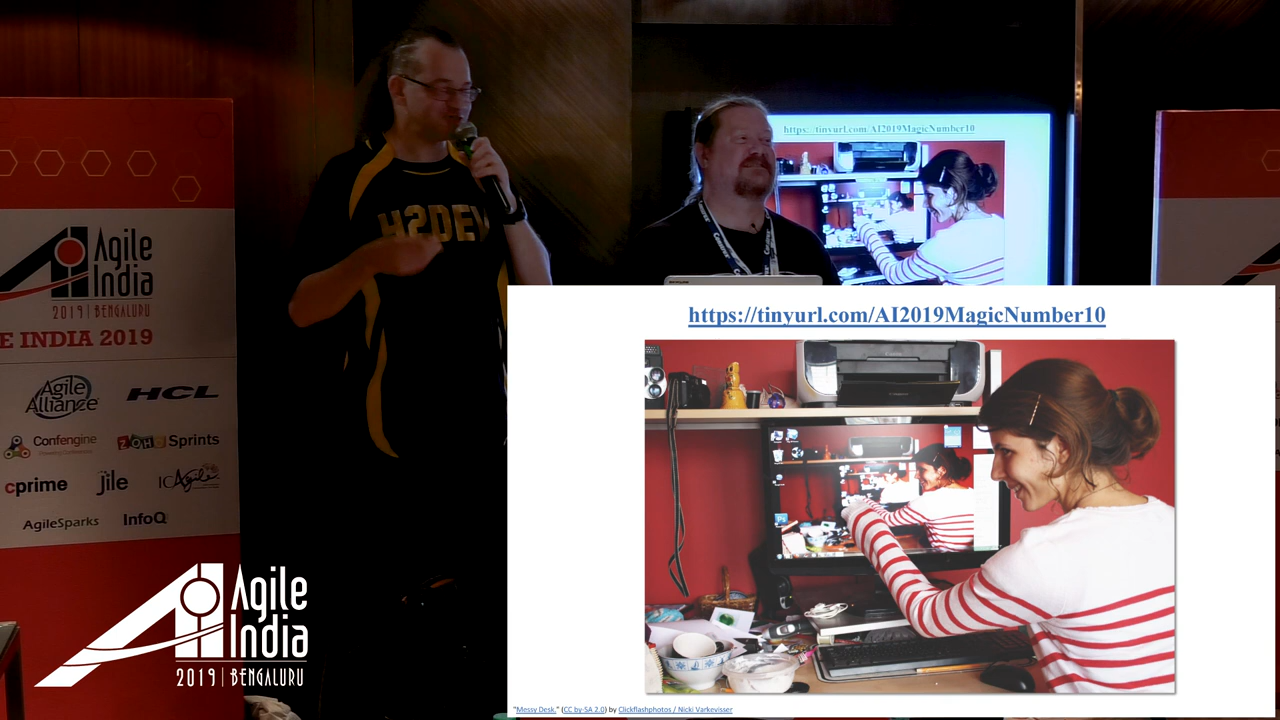 https://tinyurl.com/AI2019MagicNumber10
H2DEV
Agile
India
2019 | BENGALURU
E INDIA 2019
Agile
Alliance
HCL
Confengine
ZOHO Sprints
cprime
jile
ICAgile
AgileSparks
InfoQ
Agile
India
2019 | BENGALURU
https://tinyurl.com/AI2019MagicNumber10
"Messy Desk." (CC by-SA 2.0) by Clickflashphotos / Nicki Varkevisser